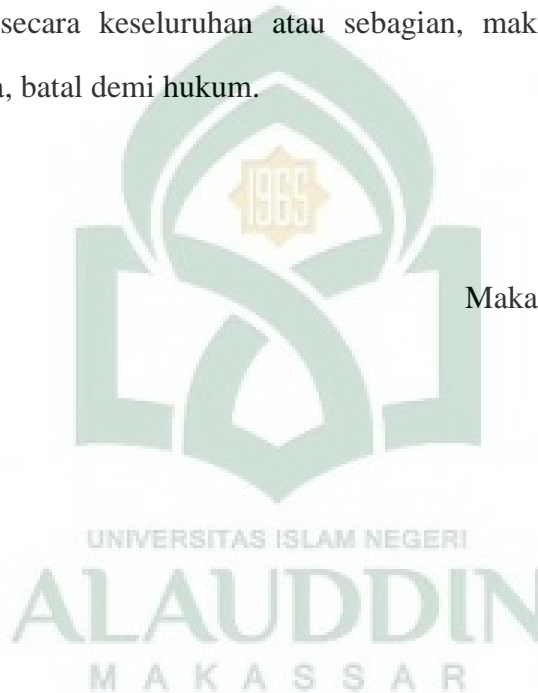 secara keseluruhan atau sebagian, mak
a, batal demi hukum.
1965
Maka
UNIVERSITAS ISLAM NEGERI
ALAUDDIN
MAKASSAR